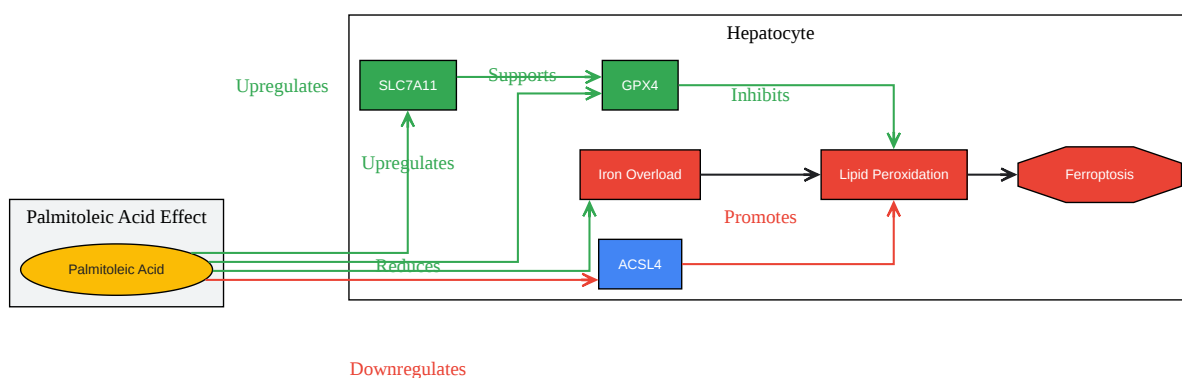 Hepatocyte
SLC7A11
Supports
GPX4
Upregulates
Inhibits
Upregulates
Iron Overload
Lipid Peroxidation
Ferroptosis
Palmitoleic Acid Effect
Promotes
Palmitoleic Acid
Reduces
ACSL4
Downregulates